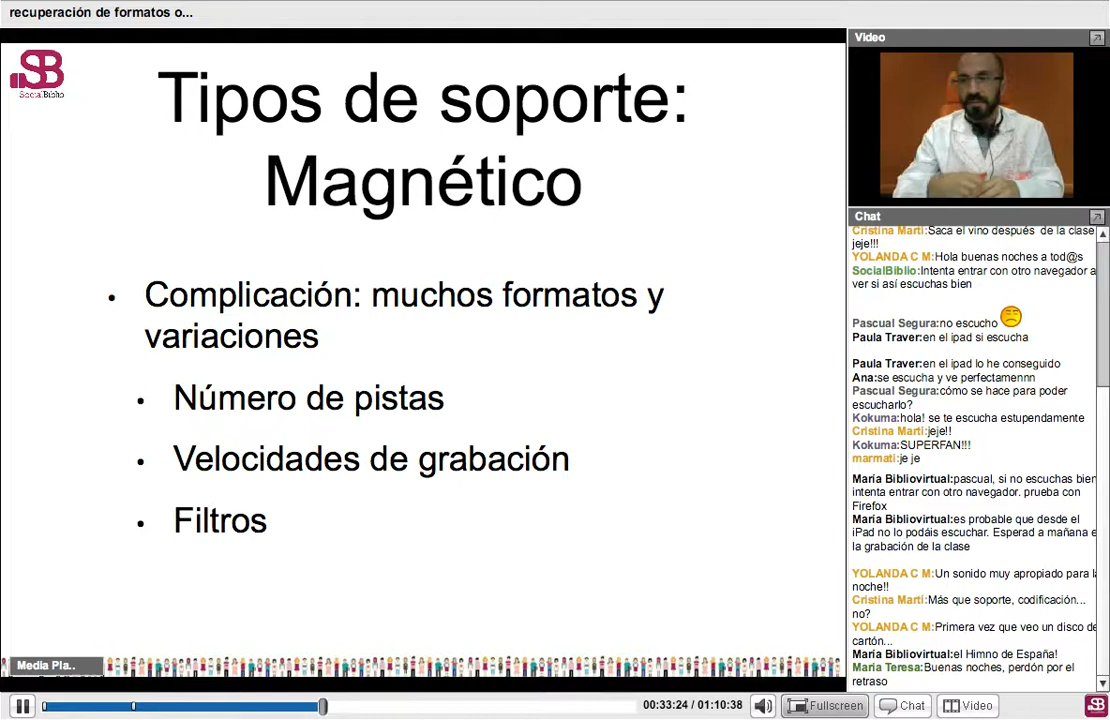 recuperación de formatos o...
SB
SocialBiblio
Tipos de soporte:
Magnético
• Complicación: muchos formatos y
variaciones
• Número de pistas
• Velocidades de grabación
• Filtros
Media Pla..
Video
Chat
Cristina Martí:Saca el vino después de la clase
jeje!!!
YOLANDA C M:Hola buenas noches a tod@s
SocialBiblio:Intenta entrar con otro navegador a
ver si así escuchas bien
Pascual Segura:no escucho
Paula Traver:en el ipad si escucha
Paula Traver:en el ipad lo he conseguido
Ana:se escucha y ve perfectamennn
Pascual Segura:cómo se hace para poder
escucharlo?
Kokuma:hola! se te escucha estupendamente
Cristina Martí:jeje!!
Kokuma:SUPERFAN!!!
marmati:je je
María Bibliovirtual:pascual, si no escuchas bien
intenta entrar con otro navegador. prueba con
Firefox
María Bibliovirtual:es probable que desde el
iPad no lo podáis escuchar. Esperad a mañana e
la grabación de la clase
YOLANDA C M:Un sonido muy apropiado para la
noche!!
Cristina Martí:Más que soporte, codificación...
no?
YOLANDA C M:Primera vez que veo un disco de
cartón...
María Bibliovirtual:el Himno de España!
Maria Teresa:Buenas noches, perdón por el
retraso
00:33:24 / 01:10:38
Fullscreen
Chat
Video
SB